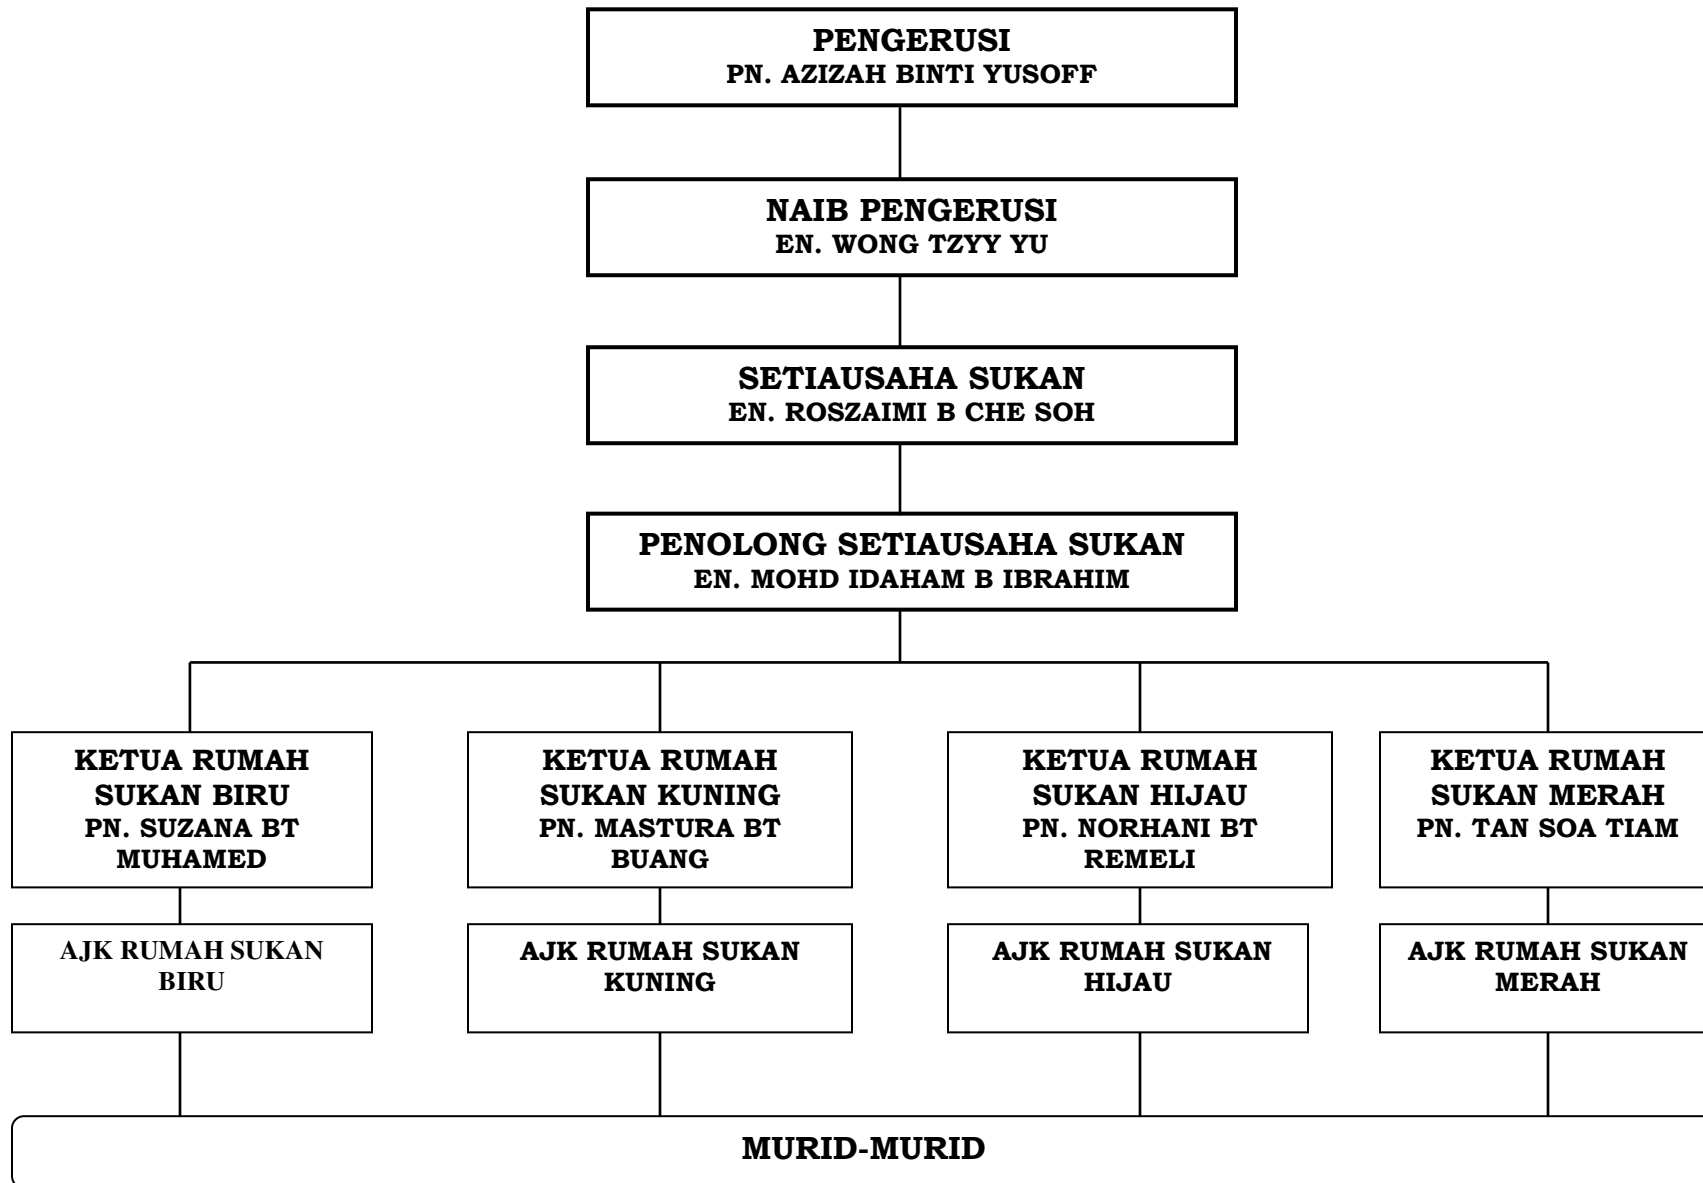 PENGERUSI
PN. AZIZAH BINTI YUSOFF
NAIB PENGERUSI
EN. WONG TZYY YU
SETIAUSAHA SUKAN
EN. ROSZAIMI B CHE SOH
PENOLONG SETIAUSAHA SUKAN
EN. MOHD IDAHAM B IBRAHIM
KETUA RUMAH
SUKAN BIRU
PN. SUZANA BT
MUHAMED
KETUA RUMAH
SUKAN KUNING
PN. MASTURA BT
BUANG
KETUA RUMAH
SUKAN HIJAU
PN. NORHANI BT
REMELI
KETUA RUMAH
SUKAN MERAH
PN. TAN SOA TIAM
AJK RUMAH SUKAN
BIRU
AJK RUMAH SUKAN
KUNING
AJK RUMAH SUKAN
HIJAU
AJK RUMAH SUKAN
MERAH
MURID-MURID